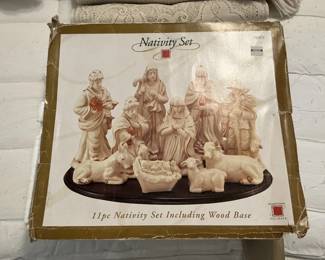 Nativity Set
11pc Nativity Set Including Wood Base